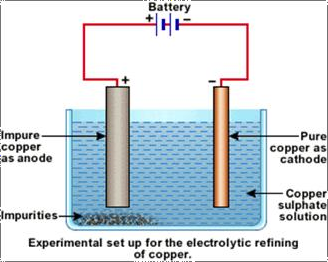 Battery
+ −
+ −
Impure
copper
as anode
Pure
copper as
cathode
Copper
sulphate
solution
Impurities
Experimental set up for the electrolytic refining
of copper.